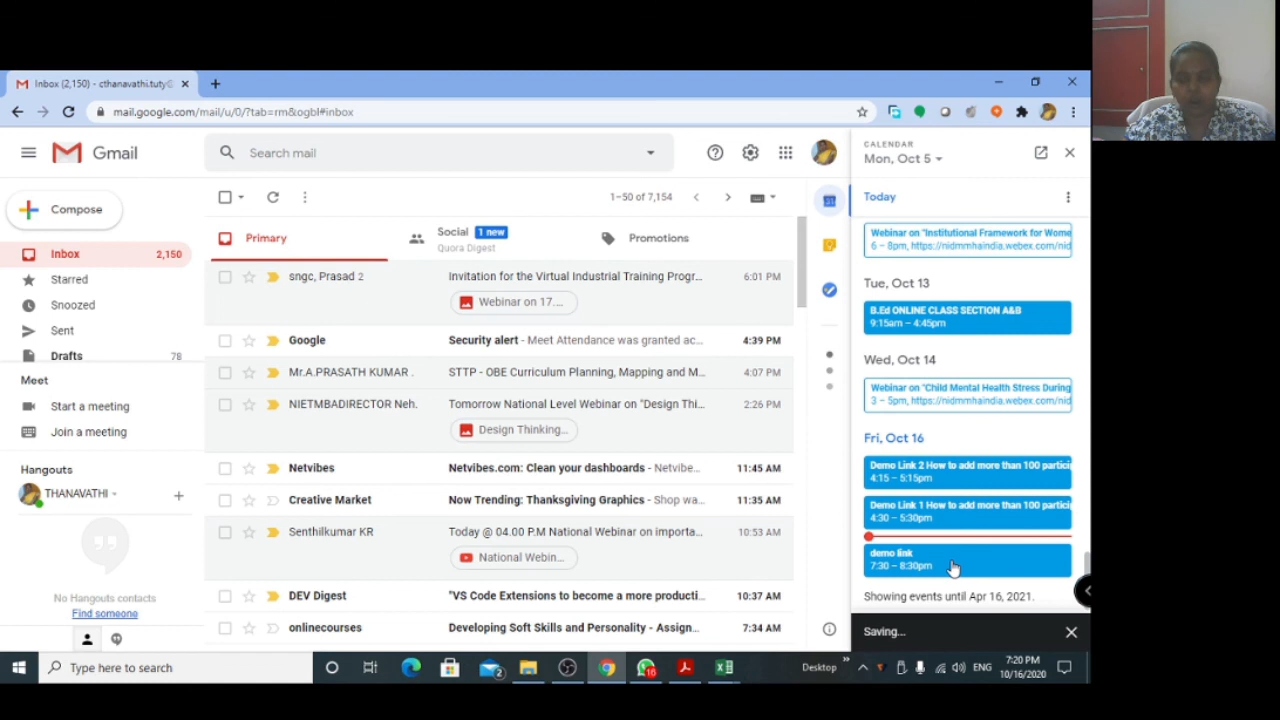 Inbox (2,150) - cthanavathi.tuty@
mail.google.com/mail/u/0/?tab=rm&ogbl#inbox
Gmail
Search mail
CALENDAR
Mon, Oct 5
Compose
1–50 of 7,154
Today
Primary
Social 1 new
Quora Digest
Promotions
Inbox 2,150
Starred
Snoozed
Sent
Drafts 78
Meet
Start a meeting
Join a meeting
Hangouts
THANAVATHI
No Hangouts contacts
Find someone
sngc, Prasad 2 Invitation for the Virtual Industrial Training Progr... 6:01 PM
Webinar on 17....
Google Security alert - Meet Attendance was granted ac... 4:39 PM
Mr.A.PRASATH KUMAR . STTP - OBE Curriculum Planning, Mapping and M... 4:07 PM
NIETMBADIRECTOR Neh. Tomorrow National Level Webinar on "Design Thi... 2:26 PM
Design Thinking...
Netvibes Netvibes.com: Clean your dashboards - Netvibe... 11:45 AM
Creative Market Now Trending: Thanksgiving Graphics - Shop wa... 11:35 AM
Senthilkumar KR Today @ 04.00 P.M National Webinar on importa... 10:53 AM
National Webin...
DEV Digest "VS Code Extensions to become a more producti... 10:37 AM
onlinecourses Developing Soft Skills and Personality - Assign... 7:34 AM
Webinar on "Institutional Framework for Wome
6 – 8pm, https://nidmmhaindia.webex.com/nid
Tue, Oct 13
B.Ed ONLINE CLASS SECTION A&B
9:15am – 4:45pm
Wed, Oct 14
Webinar on "Child Mental Health Stress During
3 – 5pm, https://nidmmhaindia.webex.com/nid
Fri, Oct 16
Demo Link 2 How to add more than 100 particip
4:15 – 5:15pm
Demo Link 1 How to add more than 100 particip
4:30 – 5:30pm
demo link
7:30 – 8:30pm
Showing events until Apr 16, 2021.
Saving...
Type here to search
2
16
Desktop
ENG
7:20 PM
10/16/2020